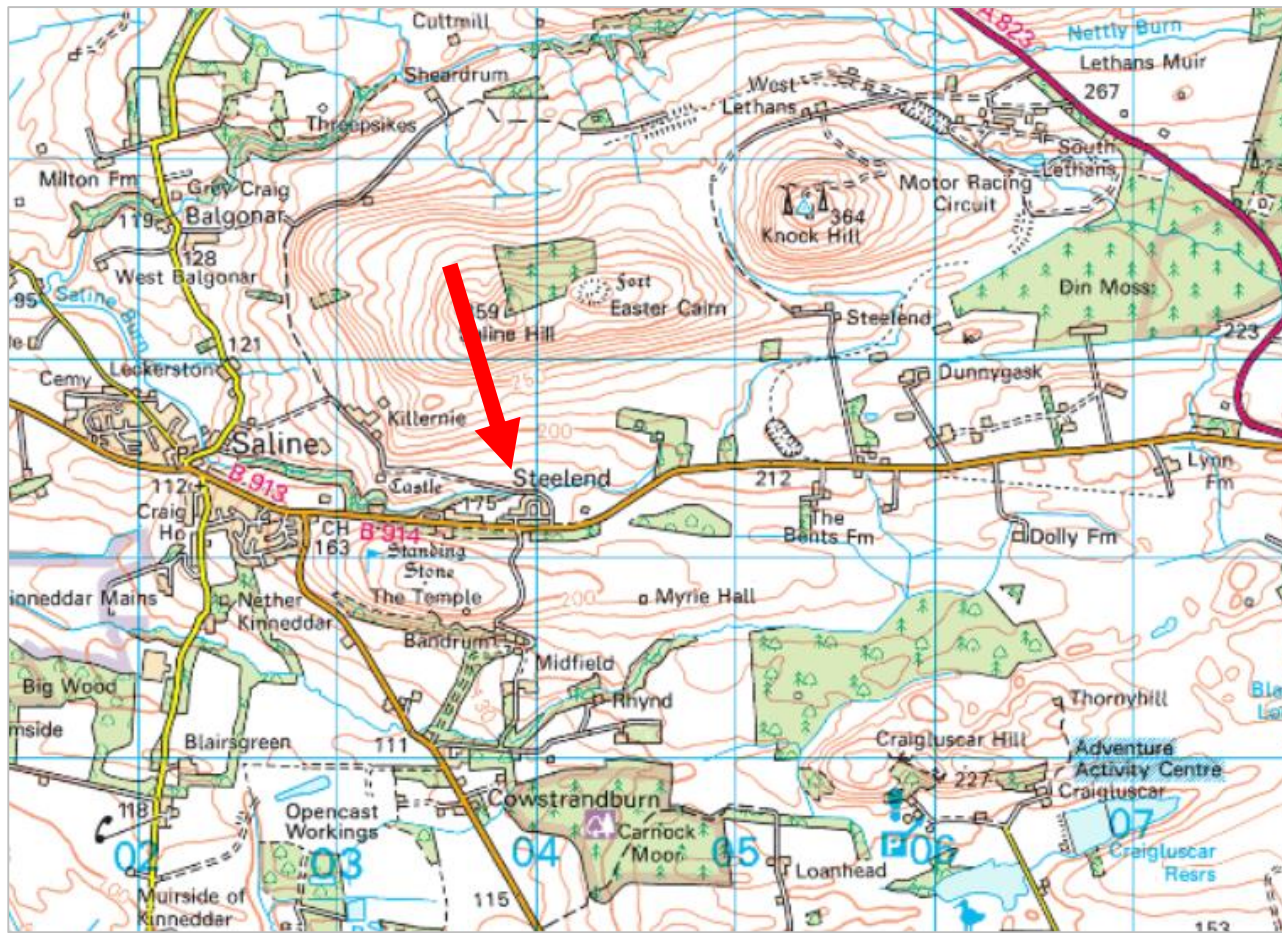 Cuttmill
A 823
Nettly Burn
Lethans Muir
Sheardrum
West
Lethans
267
Threepsikes
South
Lethans
Milton Fm
Grey Craig
Motor Racing
Circuit
119
Balgonar
364
Knock Hill
128
West Balgonar
Fort
Easter Cairn
Din Moss
95
Saline
Burn
Saline Hill
Steelend
223
121
Leckerston
Dunnygask
Cemy
Killernie
200
Saline
Steelend
Lynn
Fm
B.913
Castle
175
212
112
Craig
Ho
CH
163
B 914
The
Bents Fm
Dolly Fm
Standing
Stone
The Temple
200
Myrie Hall
Nether
Kinneddar
Bandrum
Midfield
Big Wood
Rhynd
Thornyhill
Blairsgreen
111
Craigluscar Hill
Adventure
Activity Centre
118
Opencast
Workings
Cowstrandburn
227
Craigluscar
Carnock
Moor
02
03
04
05
P
06
07
Loanhead
Craigluscar
Resrs
Muirside of
Kinneddar
115
153